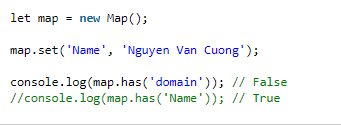 let map = new Map();
map.set('Name', 'Nguyen Van Cuong');
console.log(map.has('domain')); // False
//console.log(map.has('Name')); // True